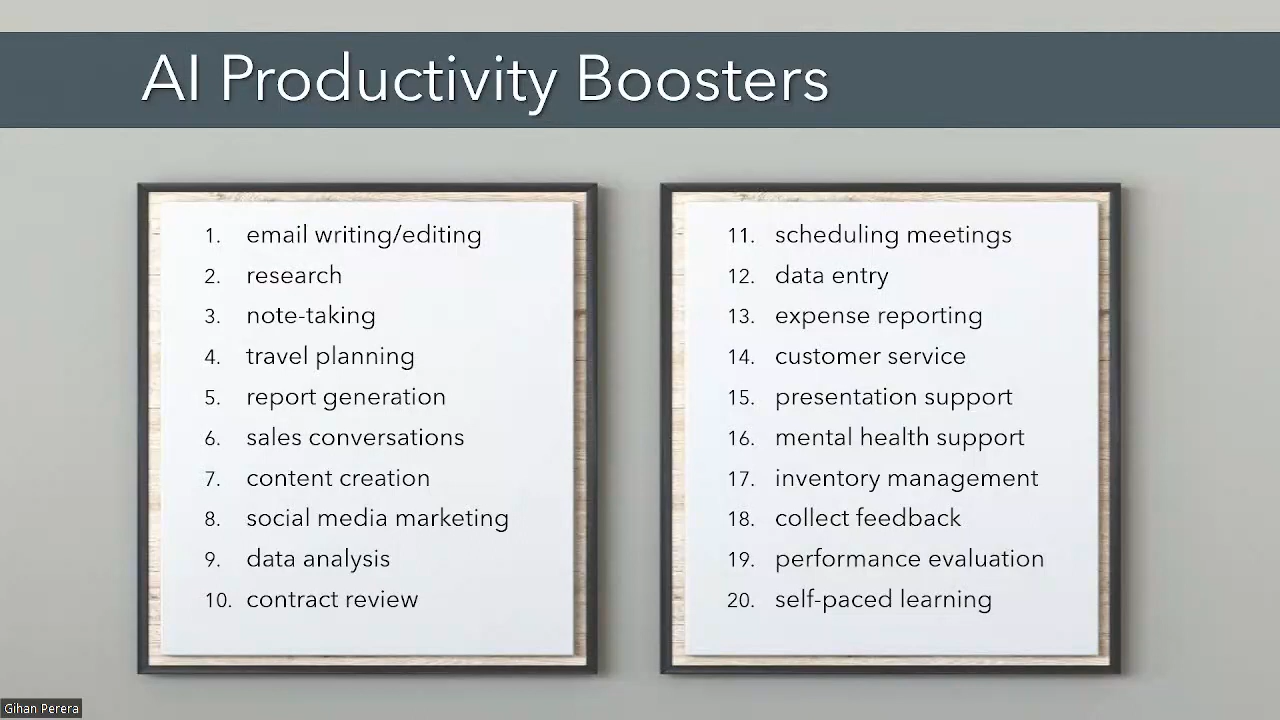 AI Productivity Boosters
1. email writing/editing
2. research
3. note-taking
4. travel planning
5. report generation
6. sales conversations
7. content creation
8. social media marketing
9. data analysis
10. contract review
11. scheduling meetings
12. data entry
13. expense reporting
14. customer service
15. presentation support
16. mental health support
17. inventory management
18. collect feedback
19. performance evaluation
20. self-paced learning
Gihan Perera